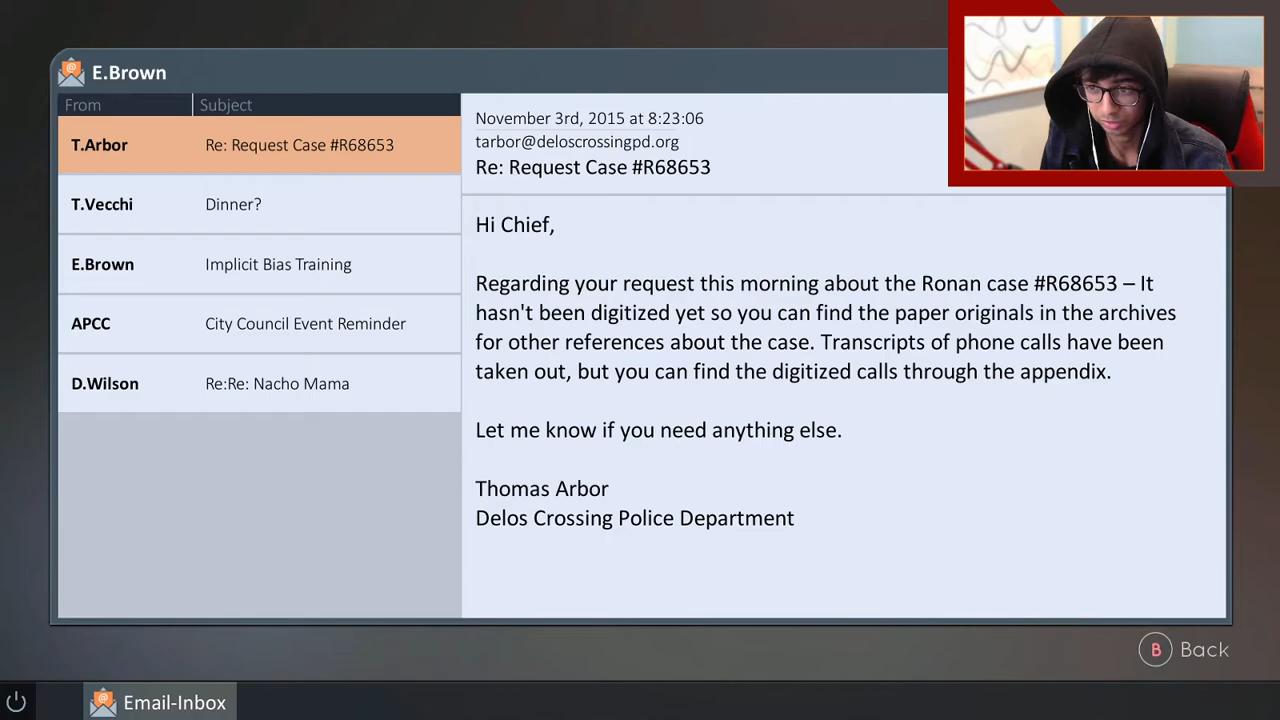 E.Brown
From Subject
T.Arbor Re: Request Case #R68653
T.Vecchi Dinner?
E.Brown Implicit Bias Training
APCC City Council Event Reminder
D.Wilson Re:Re: Nacho Mama
November 3rd, 2015 at 8:23:06
tarbor@deloscrossingpd.org
Re: Request Case #R68653
Hi Chief,
Regarding your request this morning about the Ronan case #R68653 – It
hasn't been digitized yet so you can find the paper originals in the archives
for other references about the case. Transcripts of phone calls have been
taken out, but you can find the digitized calls through the appendix.
Let me know if you need anything else.
Thomas Arbor
Delos Crossing Police Department
B Back
Email-Inbox